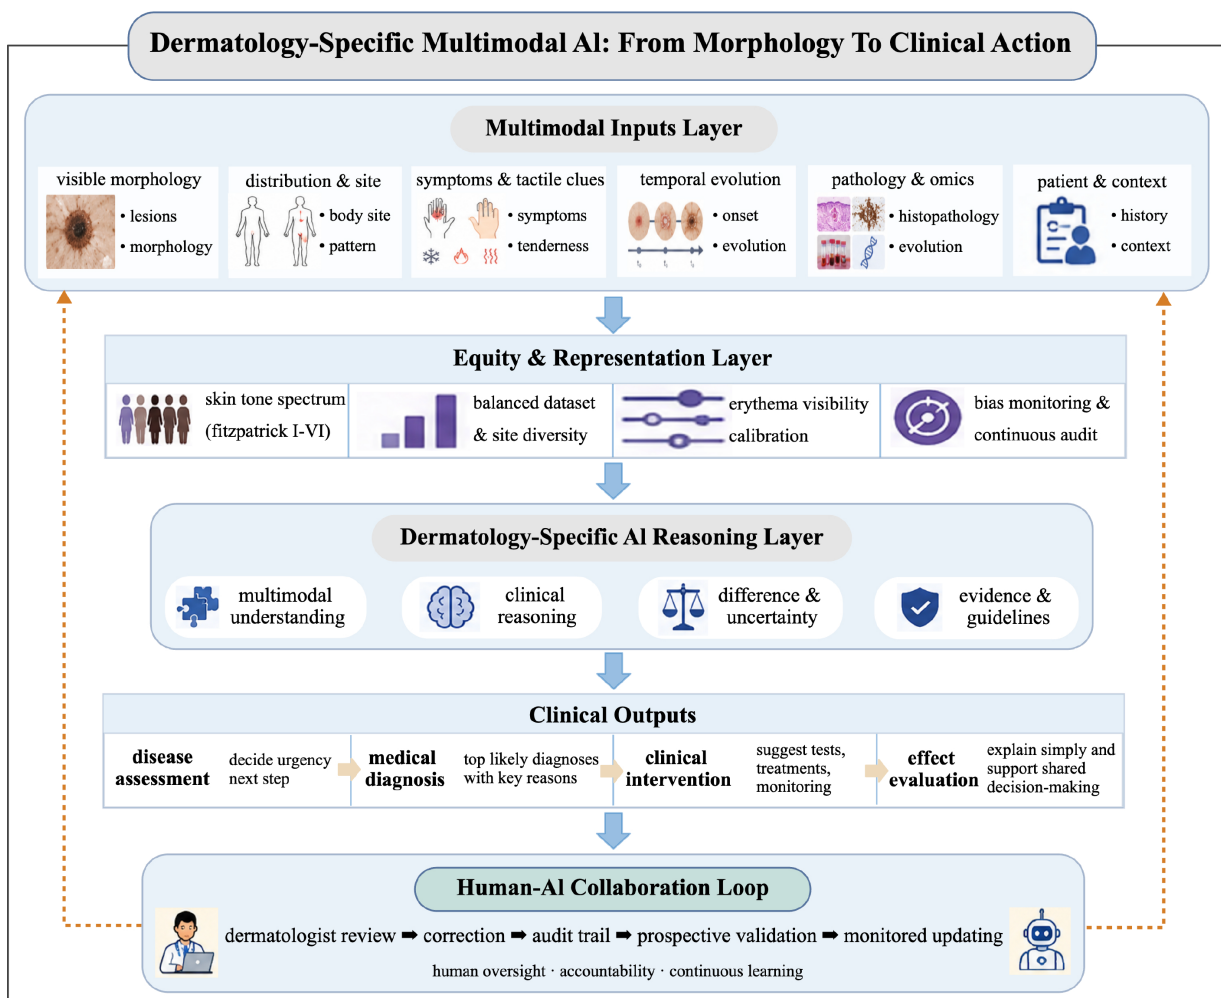 Dermatology-Specific Multimodal Al: From Morphology To Clinical Action
Multimodal Inputs Layer
visible morphology
• lesions
• morphology
distribution & site
• body site
• pattern
symptoms & tactile clues
• symptoms
• tenderness
temporal evolution
• onset
• evolution
pathology & omics
• histopathology
• evolution
patient & context
• history
• context
Equity & Representation Layer
skin tone spectrum
(fitzpatrick I-VI)
balanced dataset
& site diversity
erythema visibility
calibration
bias monitoring &
continuous audit
Dermatology-Specific Al Reasoning Layer
multimodal
understanding
clinical
reasoning
difference &
uncertainty
evidence &
guidelines
Clinical Outputs
disease
assessment
decide urgency
next step
medical
diagnosis
top likely diagnoses
with key reasons
clinical
intervention
suggest tests,
treatments,
monitoring
effect
evaluation
explain simply and
support shared
decision-making
Human-Al Collaboration Loop
dermatologist review ➡ correction ➡ audit trail ➡ prospective validation ➡ monitored updating
human oversight · accountability · continuous learning